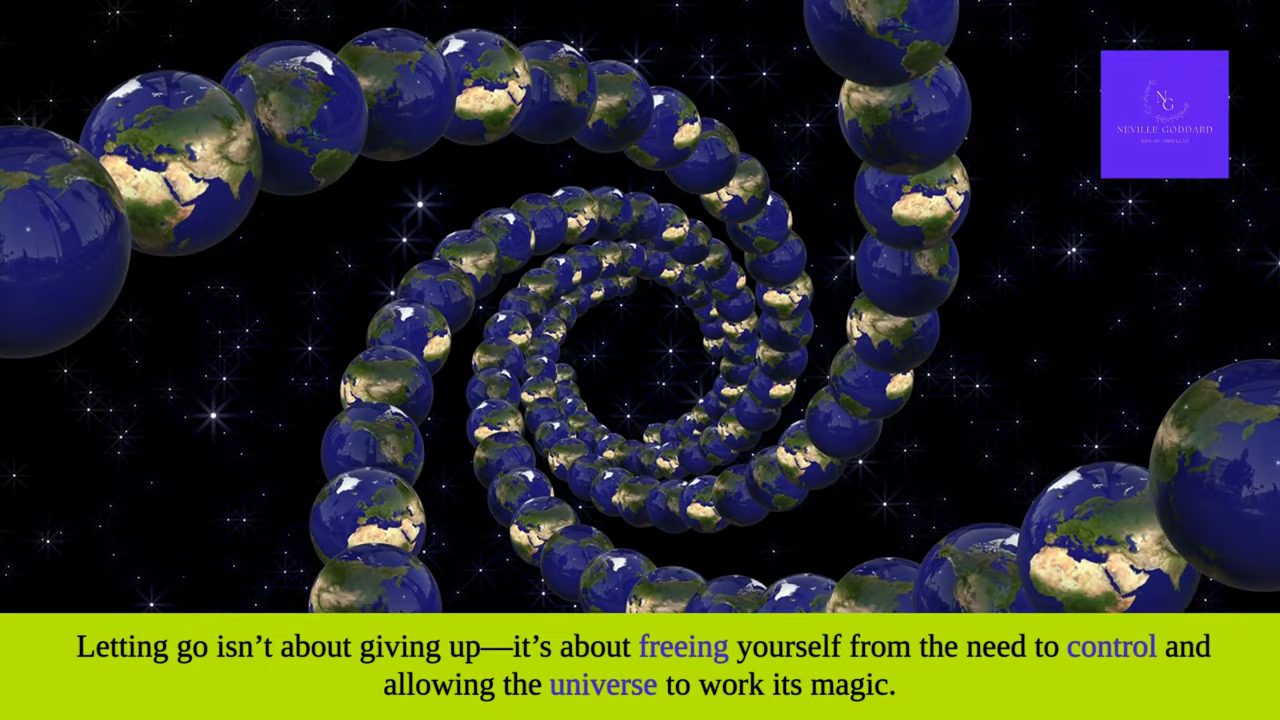 NG
NEVILLE GODDARD
Letting go isn’t about giving up—it’s about freeing yourself from the need to control and
allowing the universe to work its magic.